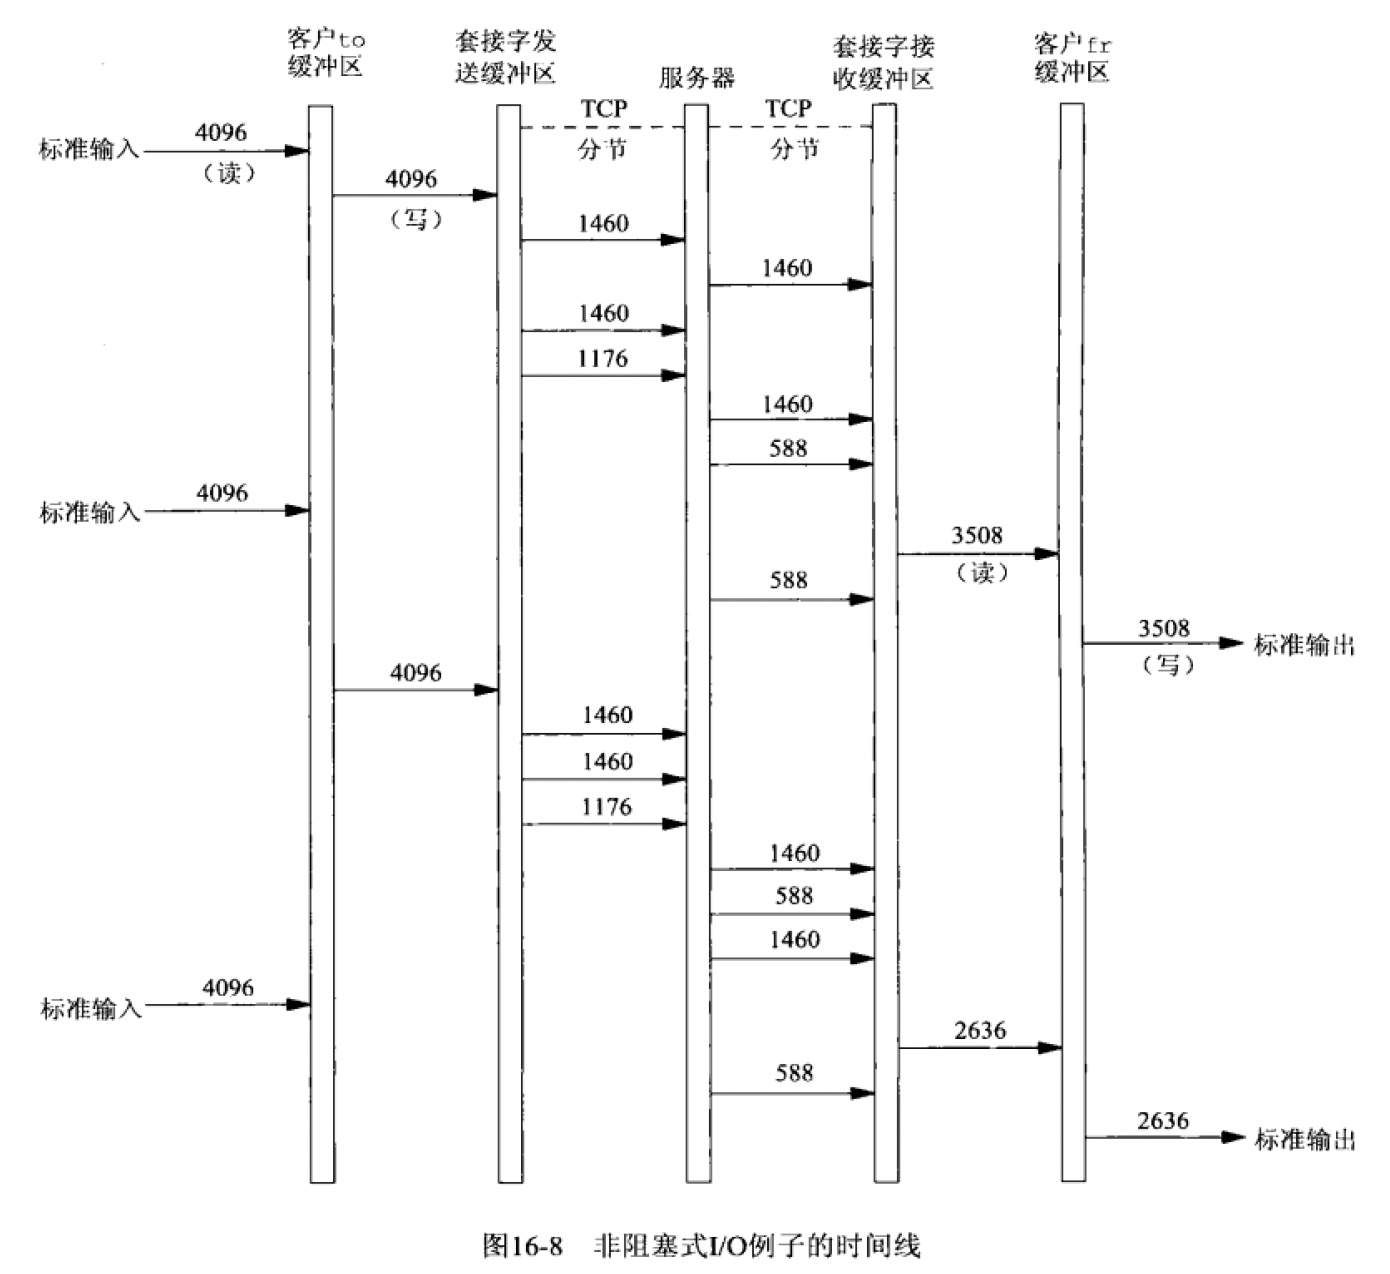 客户to
缓冲区
套接字发
送缓冲区
服务器
套接字接
收缓冲区
客户fr
缓冲区
TCP
分节
TCP
分节
标准输入
4096
(读)
4096
(写)
1460
1460
1460
1176
1460
588
标准输入
4096
3508
(读)
588
3508
(写)
标准输出
4096
1460
1460
1176
1460
588
1460
标准输入
4096
2636
588
2636
标准输出
图16-8 非阻塞式I/O例子的时间线